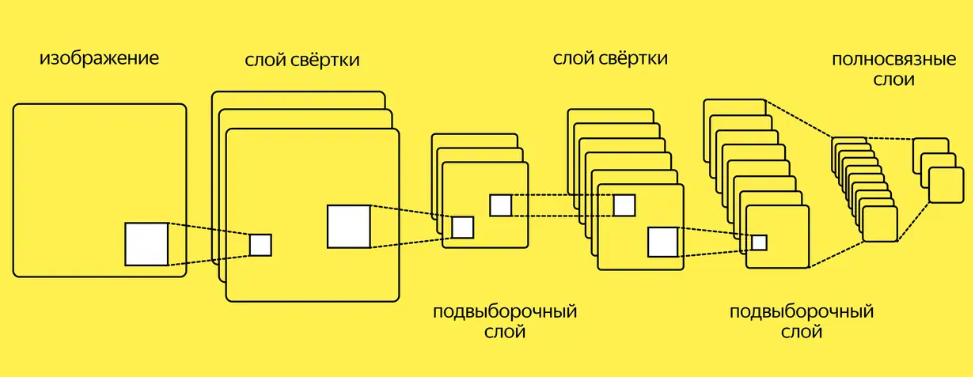 изображение
слой свёртки
слой свёртки
полносвязные
слои
подвыборочный
слой
подвыборочный
слой